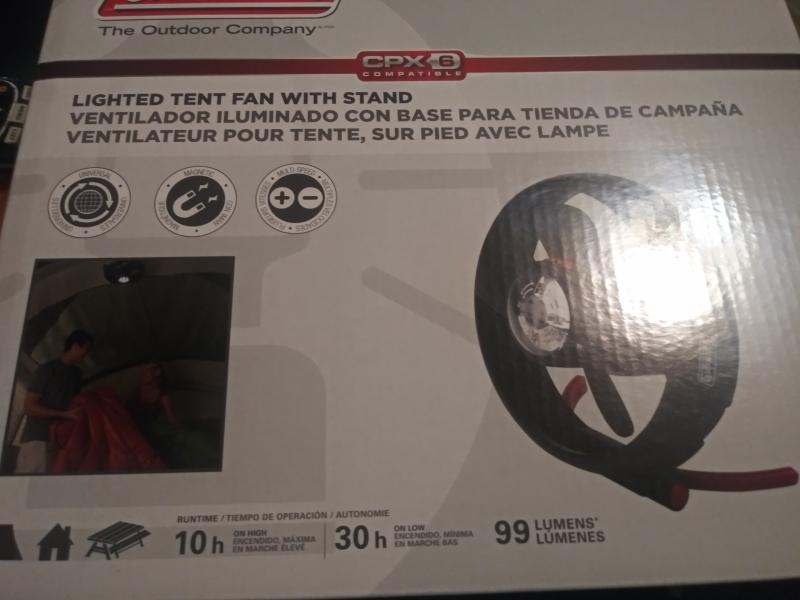 The Outdoor Company
CPX 6
COMPATIBLE
LIGHTED TENT FAN WITH STAND
VENTILADOR ILUMINADO CON BASE PARA TIENDA DE CAMPAÑA
VENTILATEUR POUR TENTE, SUR PIED AVEC LAMPE
UNIVERSAL
MAGNETIC
MULTI-SPEED
RUNTIME / TIEMPO DE OPERACIÓN / AUTONOMIE
10 h
ON HIGH
ENCENDIDO, MÁXIMA
EN MARCHE ÉLEVÉ
30 h
ON LOW
ENCENDIDO, MÍNIMA
EN MARCHE BAS
99 LUMENS*
LÚMENES